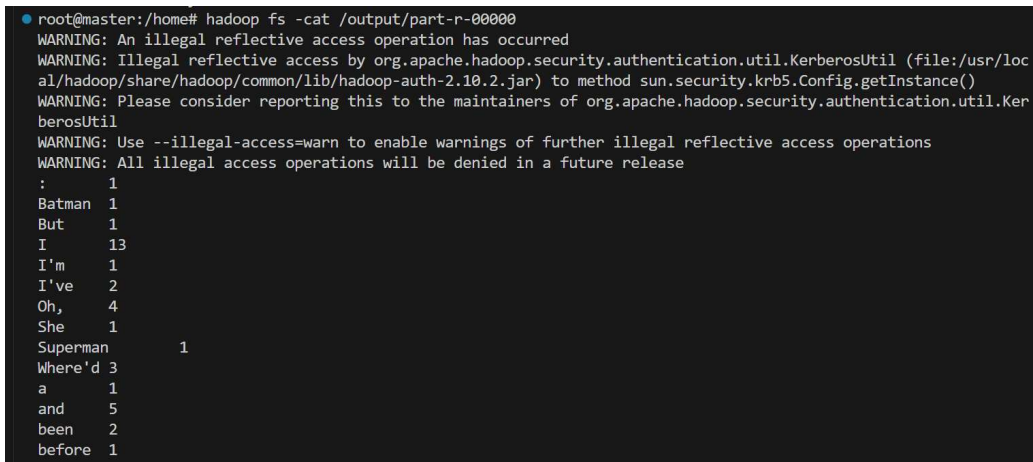 root@master:/home# hadoop fs -cat /output/part-r-00000
WARNING: An illegal reflective access operation has occurred
WARNING: Illegal reflective access by org.apache.hadoop.security.authentication.util.KerberosUtil (file:/usr/loc
al/hadoop/share/hadoop/common/lib/hadoop-auth-2.10.2.jar) to method sun.security.krb5.Config.getInstance()
WARNING: Please consider reporting this to the maintainers of org.apache.hadoop.security.authentication.util.Ker
berosUtil
WARNING: Use --illegal-access=warn to enable warnings of further illegal reflective access operations
WARNING: All illegal access operations will be denied in a future release
: 1
Batman 1
But 1
I 13
I'm 1
I've 2
Oh, 4
She 1
Superman 1
Where'd 3
a 1
and 5
been 2
before 1